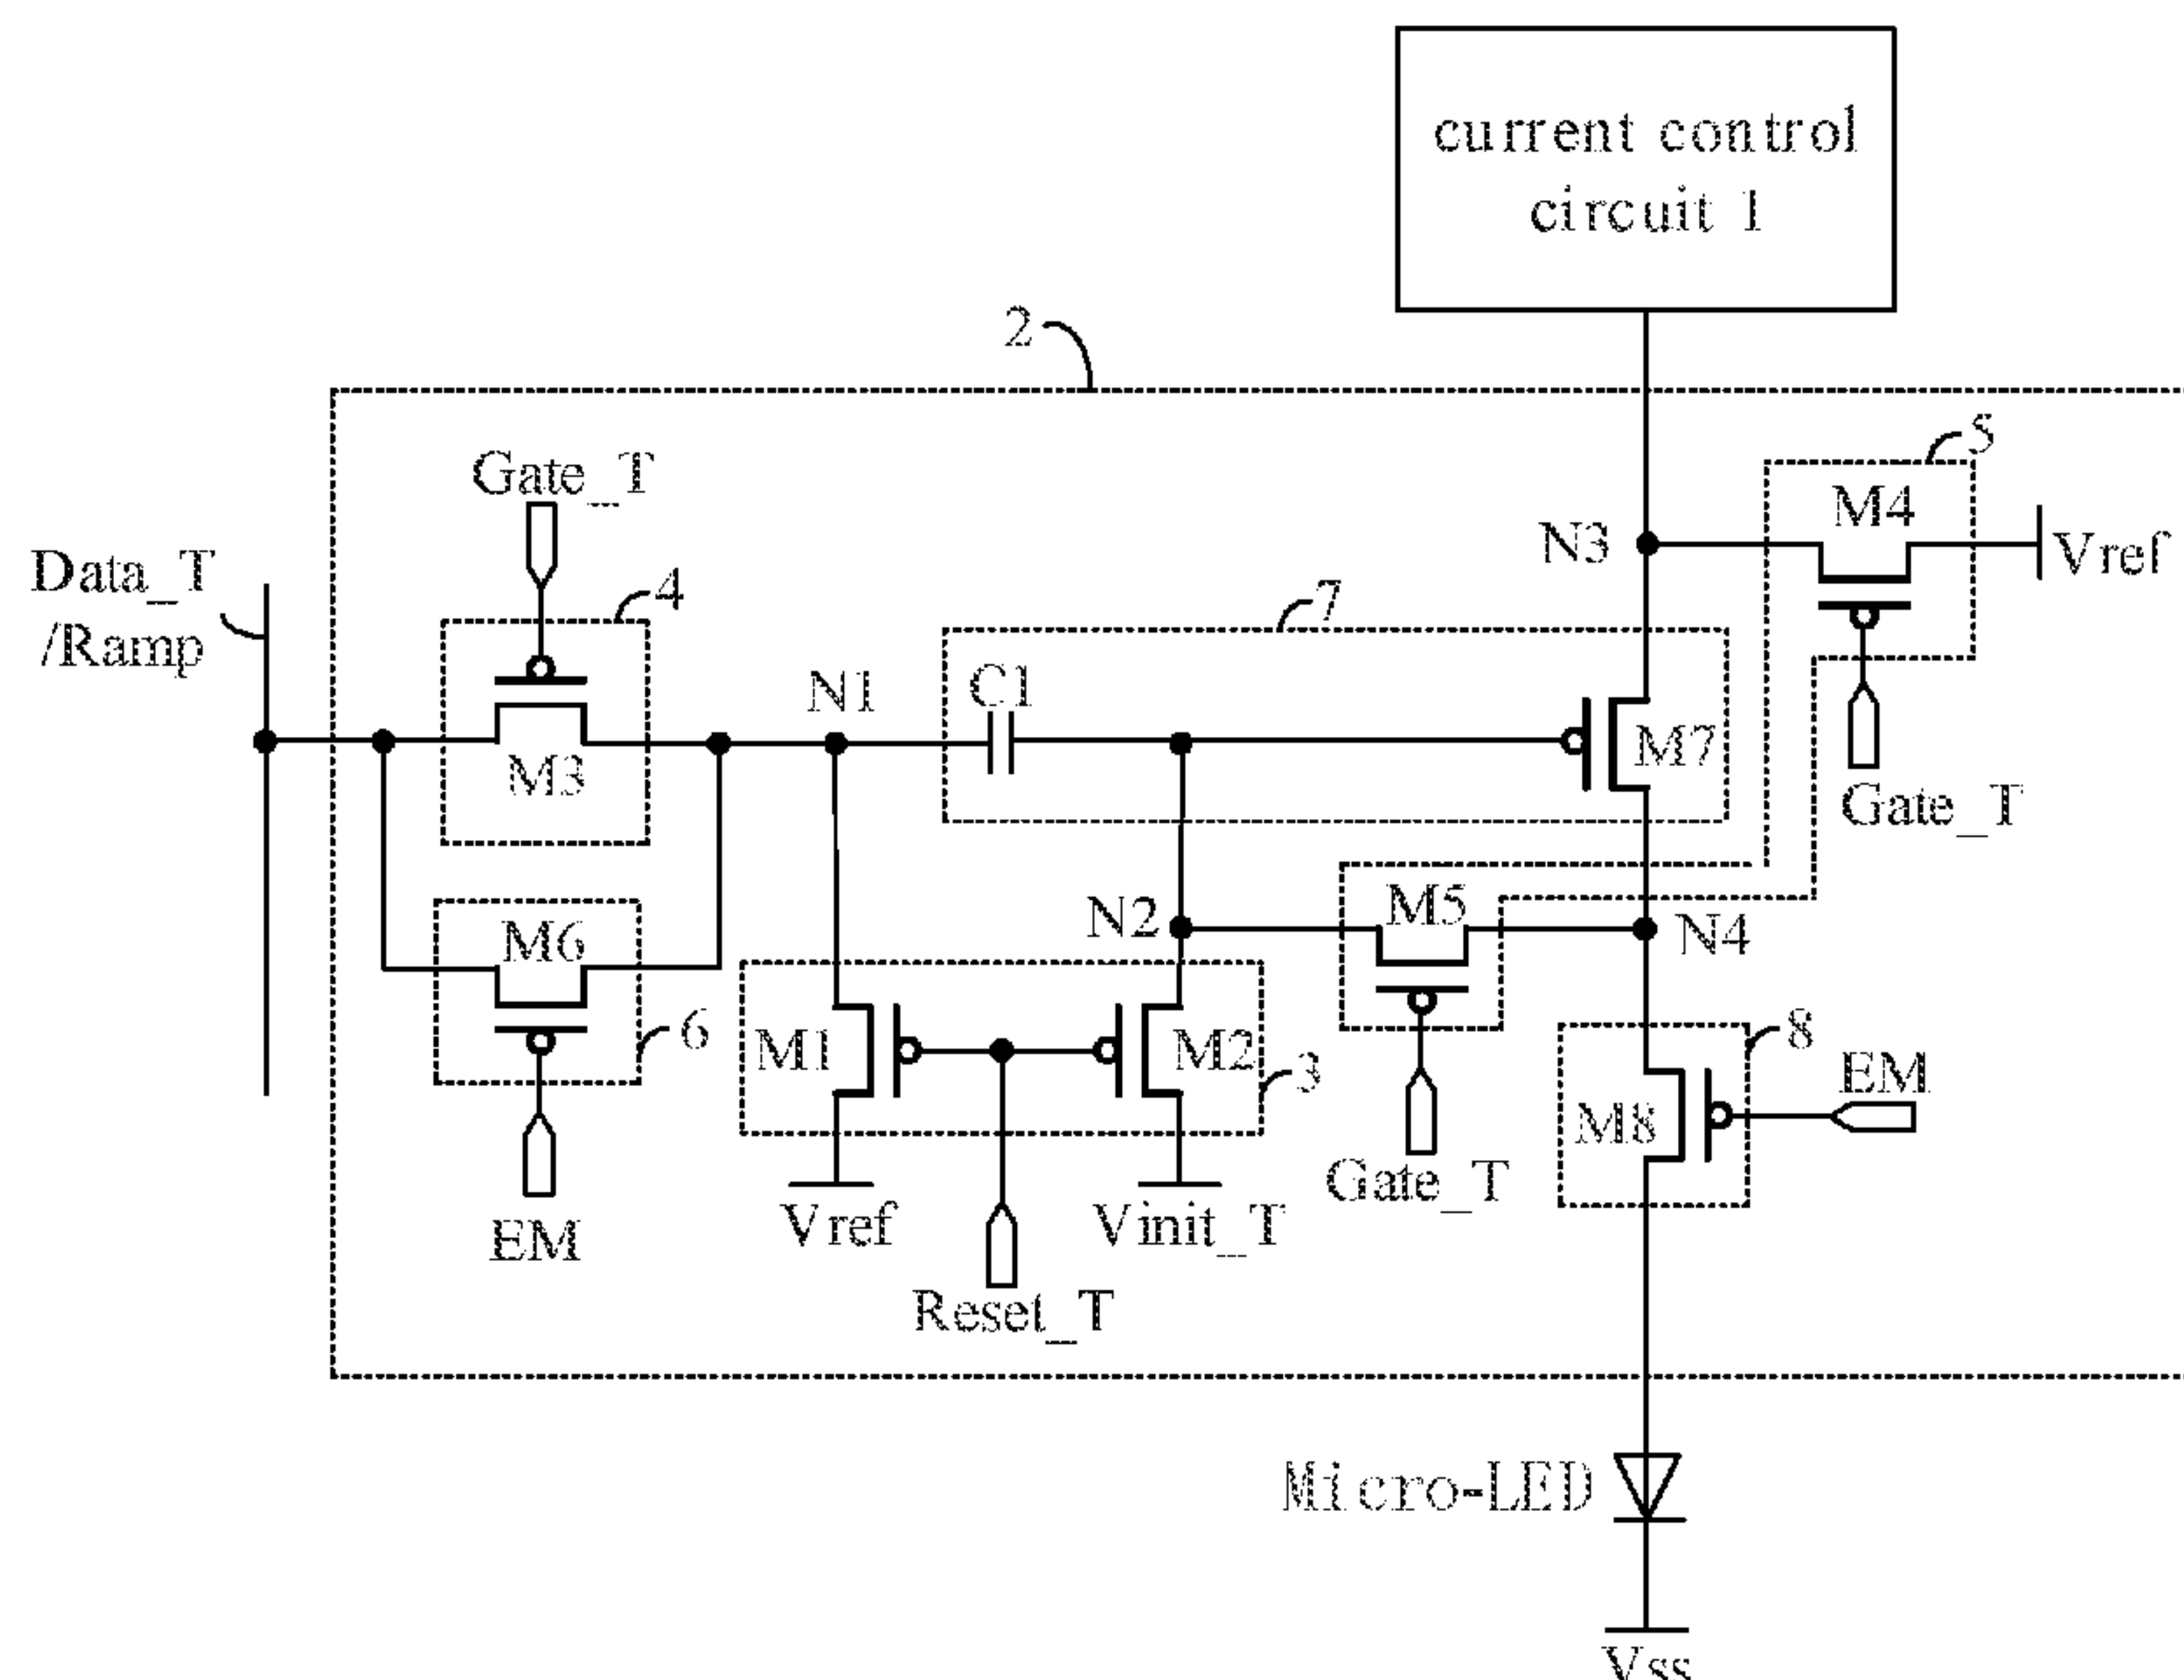 current control
circuit 1
2
5
Gate_T
M4
N3
Vref
Data_T
/Ramp
4
7
N1
C1
M7
M3
Gate_T
M5
N2
N4
M6
6
M1
M2
3
8
EM
M8
Gate_T
Vref
Vinit_T
EM
Reset_T
Micro-LED
Vss